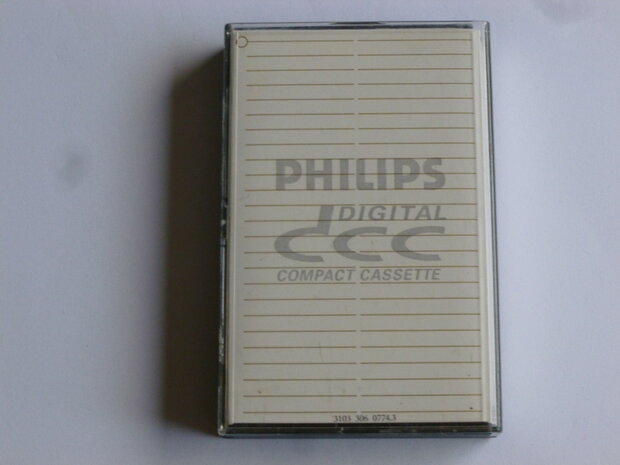 PHILIPS
DIGITAL
dcc
COMPACT CASSETTE
3103 306 0774.3